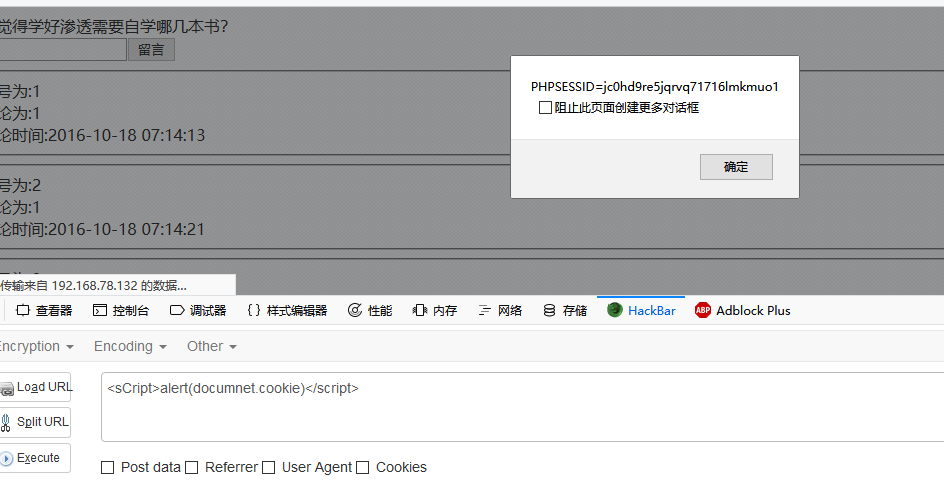 觉得学好渗透需要自学哪几本书?
留言
号为:1
论为:1
论时间:2016-10-18 07:14:13
号为:2
论为:1
论时间:2016-10-18 07:14:21
PHPSESSID=jc0hd9re5jqrvq71716lmkmuo1
阻止此页面创建更多对话框
确定
传输来自 192.168.78.132 的数据...
查看器 控制台 调试器 样式编辑器 性能 内存 网络 存储 HackBar ABP Adblock Plus
Encryption Encoding Other
Load URL
<sCript>alert(documnet.cookie)</script>
Split URL
Execute
Post data Referrer User Agent Cookies